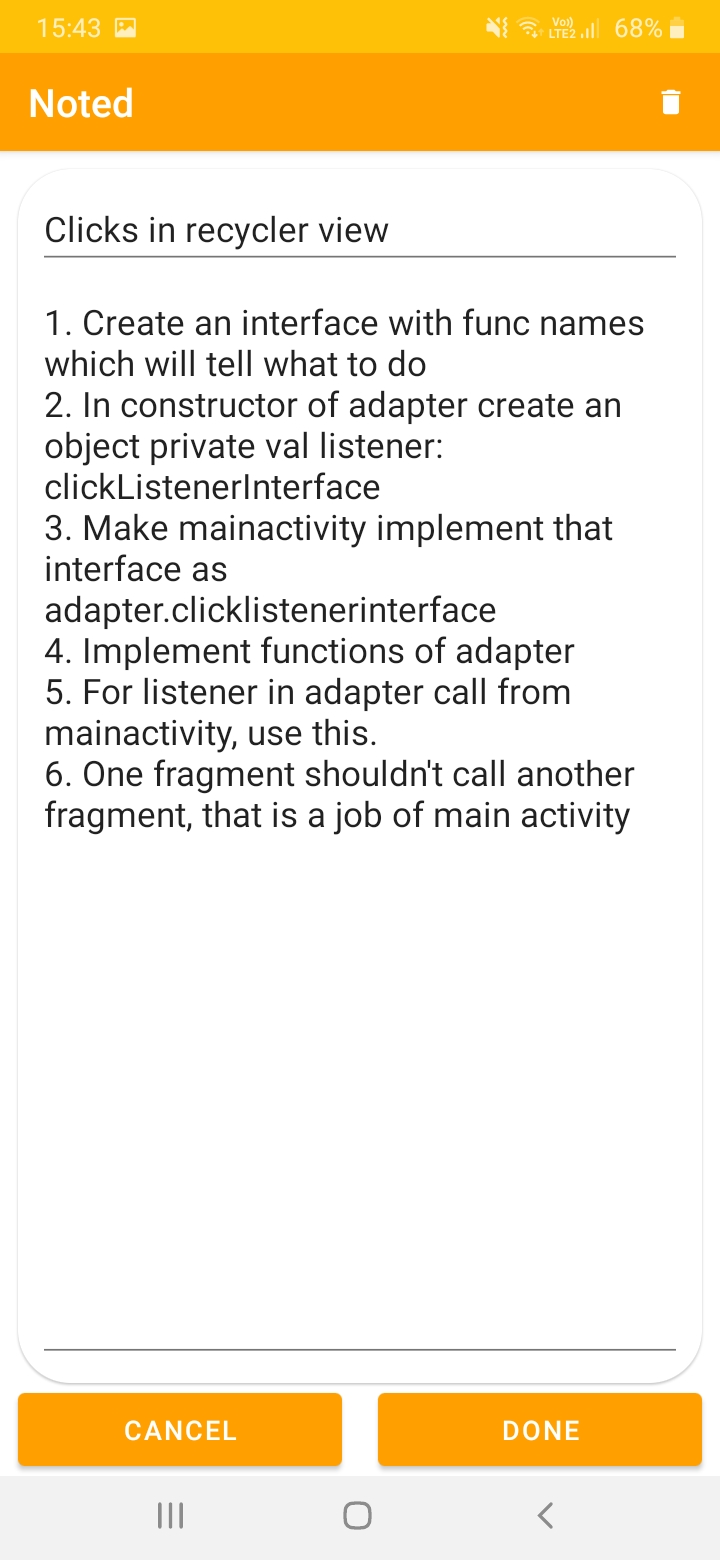 15:43 Vo)) LTE2 68%
Noted
Clicks in recycler view
1. Create an interface with func names
which will tell what to do
2. In constructor of adapter create an
object private val listener:
clickListenerInterface
3. Make mainactivity implement that
interface as
adapter.clicklistenerinterface
4. Implement functions of adapter
5. For listener in adapter call from
mainactivity, use this.
6. One fragment shouldn't call another
fragment, that is a job of main activity
CANCEL DONE